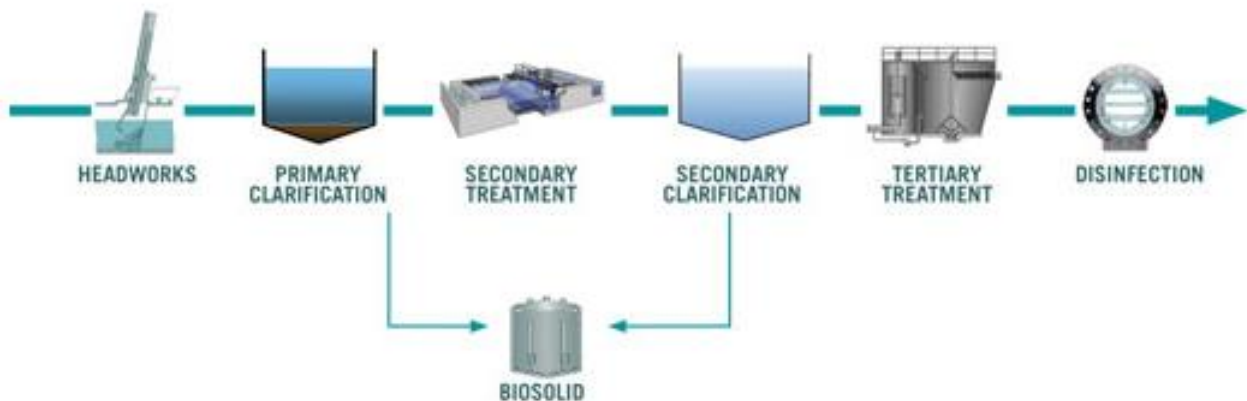 HEADWORKS
PRIMARY
CLARIFICATION
SECONDARY
TREATMENT
SECONDARY
CLARIFICATION
TERTIARY
TREATMENT
DISINFECTION
BIOSOLID